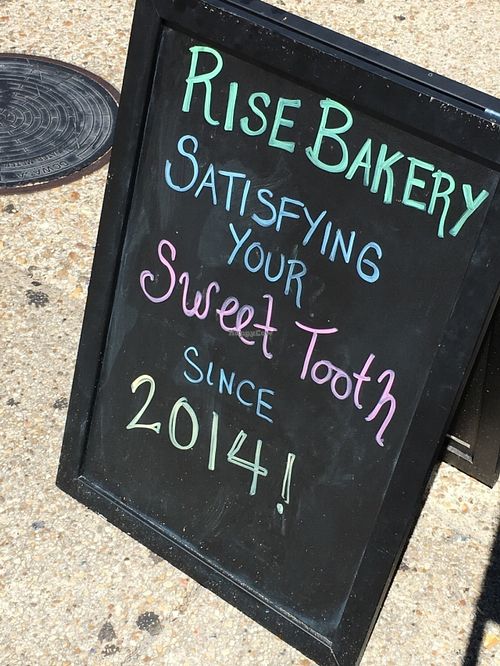 RISE BAKERY
SATISFYING
YOUR
Sweet Tooth
SINCE
2014!